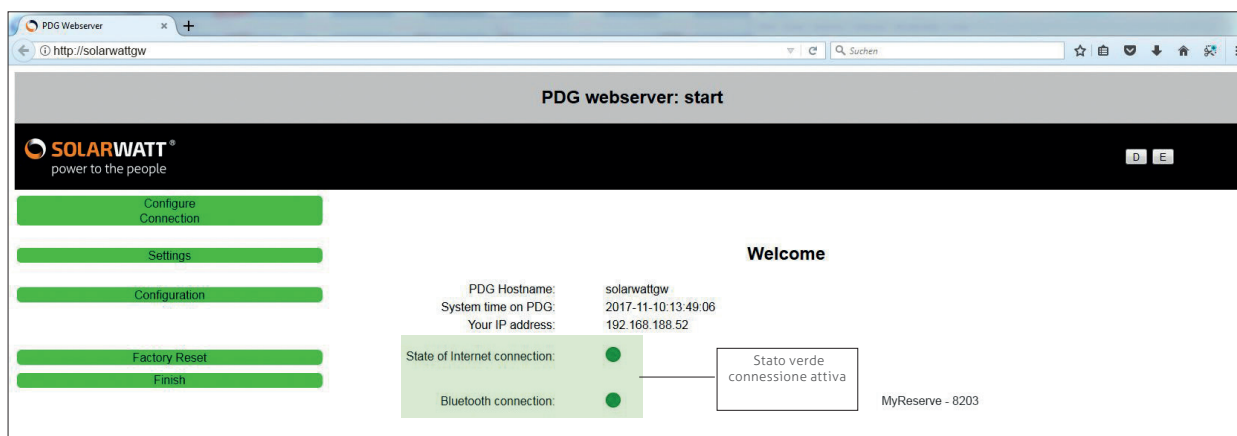 PDG Webserver
http://solarwattgw
Suchen
PDG webserver: start
SOLARWATT®
power to the people
D E
Configure
Connection
Settings
Configuration
Factory Reset
Finish
Welcome
PDG Hostname: solarwattgw
System time on PDG: 2017-11-10:13:49:06
Your IP address: 192.168.188.52
State of Internet connection:
Stato verde
connessione attiva
Bluetooth connection:
MyReserve - 8203